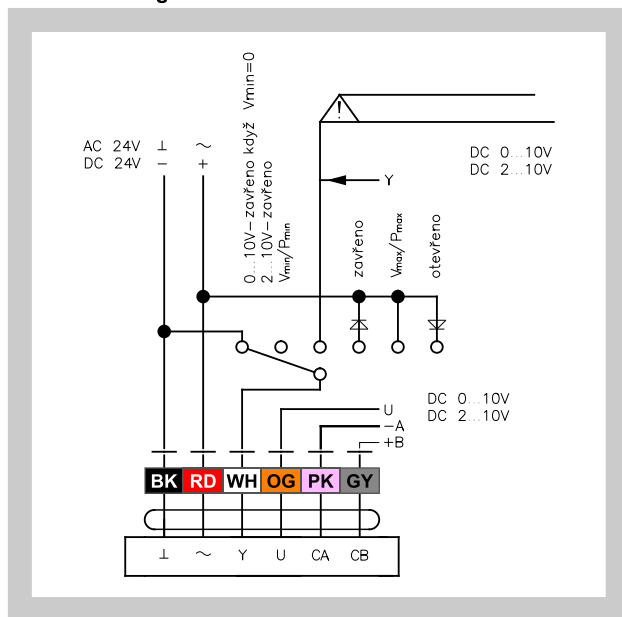 0...10V–zavřeno když Vmin=0
2...10V–zavřeno
Vmin/Pmin
!
AC 24V ⊥ ~
DC 24V – +
DC 0...10V
DC 2...10V
Y
zavřeno
Vmax/Pmax
otevřeno
DC 0...10V
DC 2...10V
U
–A
+B
BK RD WH OG PK GY
⊥ ~ Y U CA CB